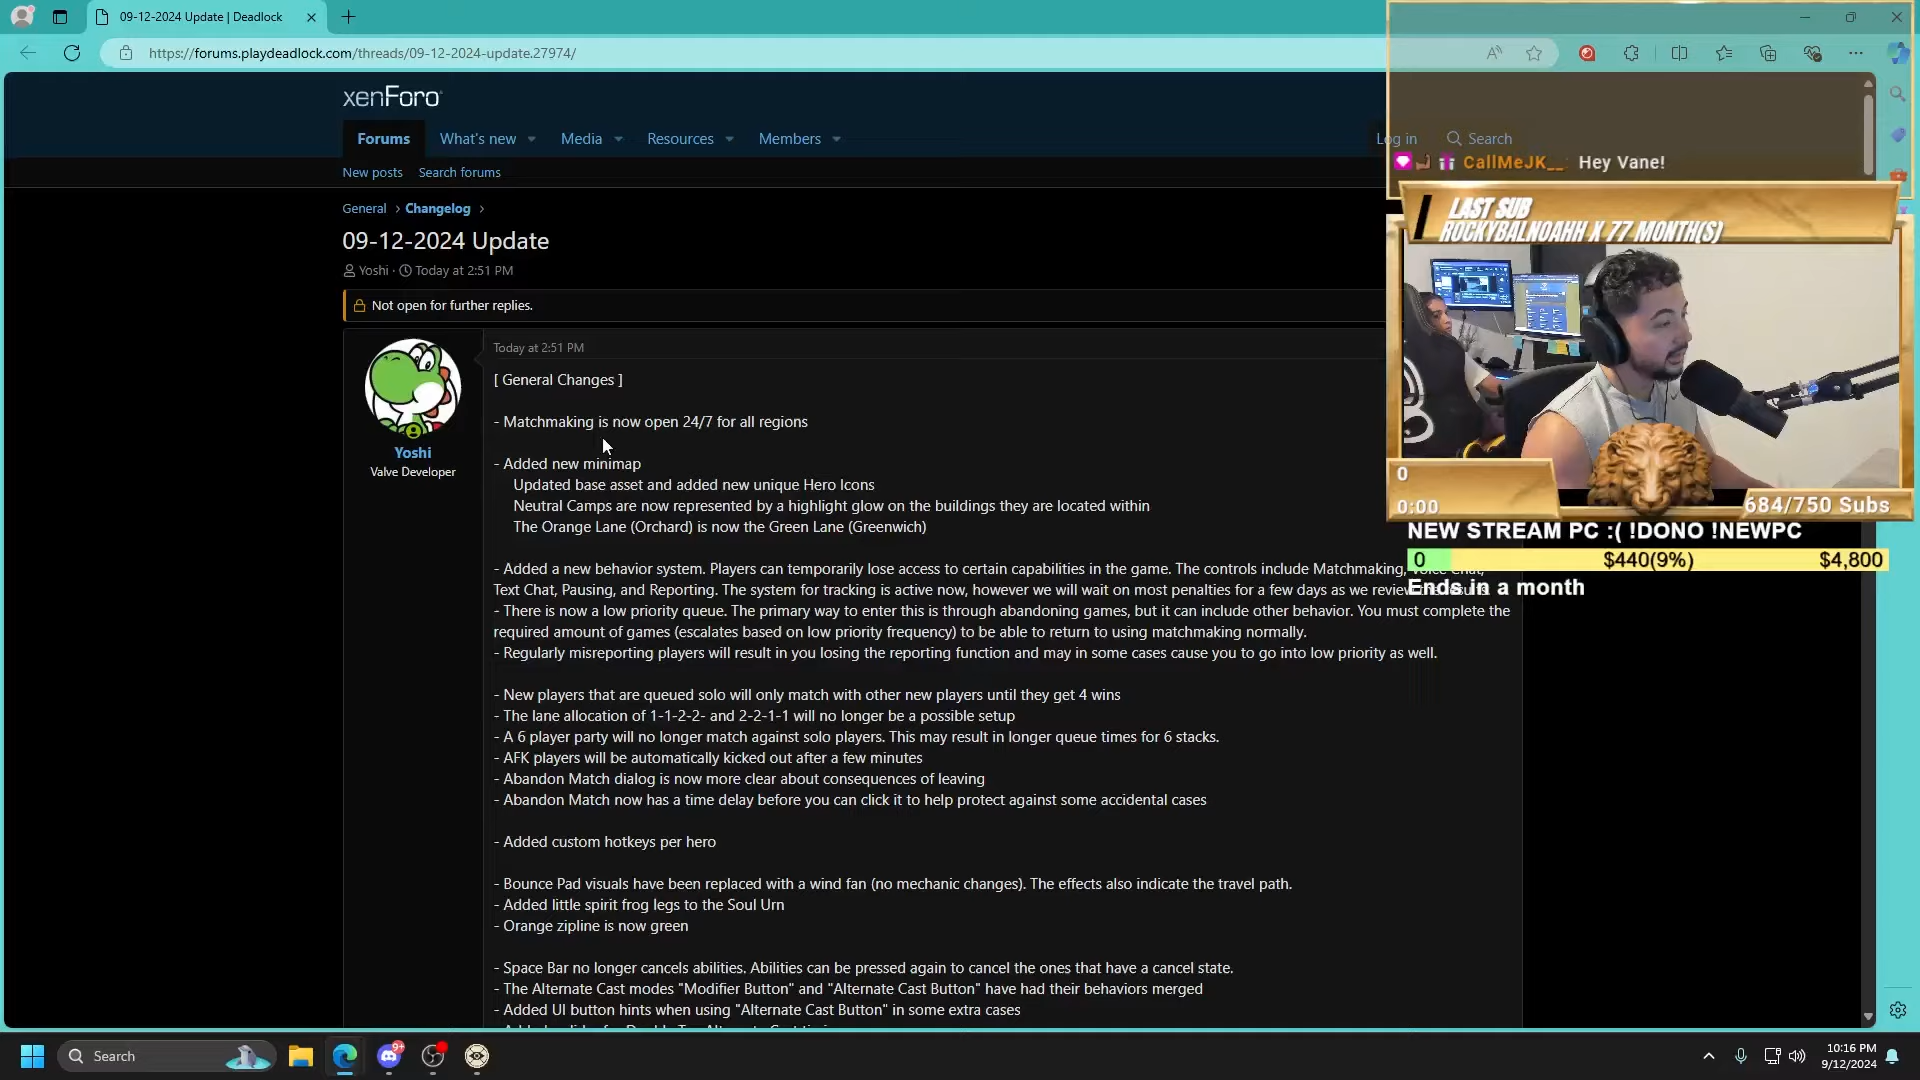 09-12-2024 Update | Deadlock
https://forums.playdeadlock.com/threads/09-12-2024-update.27974/
xenForo
Forums
What's new
Media
Resources
Members
Log in
Search
New posts
Search forums
CallMeJK__: Hey Vane!
General › Changelog ›
LAST SUB
ROCKYBALNOAHH X 77 MONTH(S)
09-12-2024 Update
Yoshi · Today at 2:51 PM
Not open for further replies.
Yoshi
Valve Developer
Today at 2:51 PM
[ General Changes ]
- Matchmaking is now open 24/7 for all regions
- Added new minimap
Updated base asset and added new unique Hero Icons
Neutral Camps are now represented by a highlight glow on the buildings they are located within
The Orange Lane (Orchard) is now the Green Lane (Greenwich)
- Added a new behavior system. Players can temporarily lose access to certain capabilities in the game. The controls include Matchmaking, Chat,
Text Chat, Pausing, and Reporting. The system for tracking is active now, however we will wait on most penalties for a few days as we review
- There is now a low priority queue. The primary way to enter this is through abandoning games, but it can include other behavior. You must complete the
required amount of games (escalates based on low priority frequency) to be able to return to using matchmaking normally.
- Regularly misreporting players will result in you losing the reporting function and may in some cases cause you to go into low priority as well.
- New players that are queued solo will only match with other new players until they get 4 wins
- The lane allocation of 1-1-2-2- and 2-2-1-1 will no longer be a possible setup
- A 6 player party will no longer match against solo players. This may result in longer queue times for 6 stacks.
- AFK players will be automatically kicked out after a few minutes
- Abandon Match dialog is now more clear about consequences of leaving
- Abandon Match now has a time delay before you can click it to help protect against some accidental cases
- Added custom hotkeys per hero
- Bounce Pad visuals have been replaced with a wind fan (no mechanic changes). The effects also indicate the travel path.
- Added little spirit frog legs to the Soul Urn
- Orange zipline is now green
- Space Bar no longer cancels abilities. Abilities can be pressed again to cancel the ones that have a cancel state.
- The Alternate Cast modes "Modifier Button" and "Alternate Cast Button" have had their behaviors merged
- Added UI button hints when using "Alternate Cast Button" in some extra cases
0
0:00
684/750 Subs
NEW STREAM PC :( !DONO !NEWPC
0 $440(9%) $4,800
Ends in a month
Search
9+
10:16 PM
9/12/2024